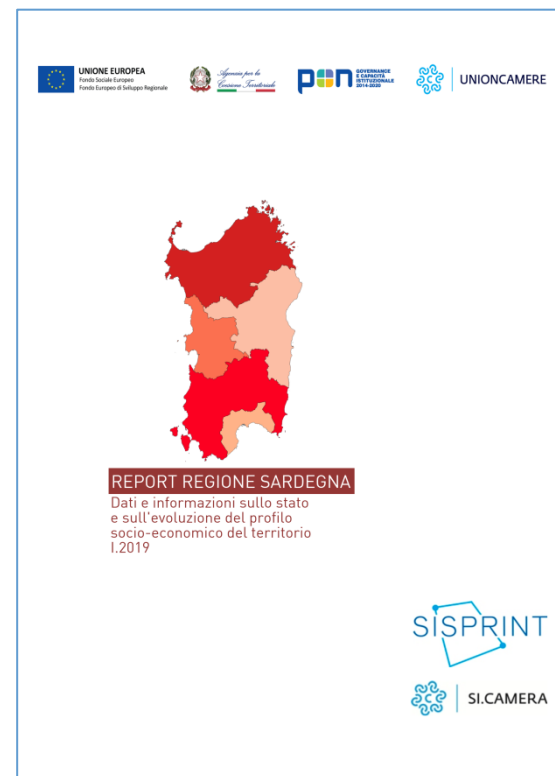 UNIONE EUROPEA
Fondo Sociale Europeo
Fondo Europeo di Sviluppo Regionale
Agenzia per la
Coesione Territoriale
pon GOVERNANCE
E CAPACITÀ
ISTITUZIONALE
2014-2020
UNIONCAMERE
REPORT REGIONE SARDEGNA
Dati e informazioni sullo stato
e sull'evoluzione del profilo
socio-economico del territorio
I.2019
SISPRINT
SI.CAMERA